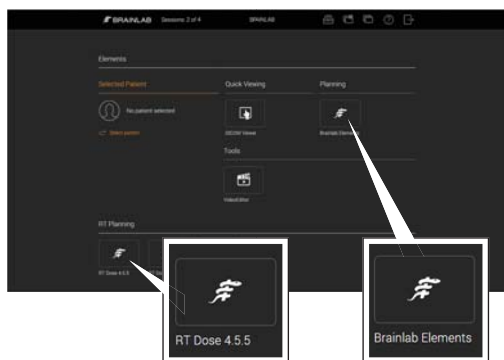 BRAINLAB Sessions: 2 of 4 BRAINLAB
Elements
Selected Patient Quick Viewing Planning
No patient selected
Select patient
DICOM Viewer Brainlab Elements
Tools
VideoEditor
RT Planning
RT Dose 4.5.5
RT Dose 4.5.5 Brainlab Elements